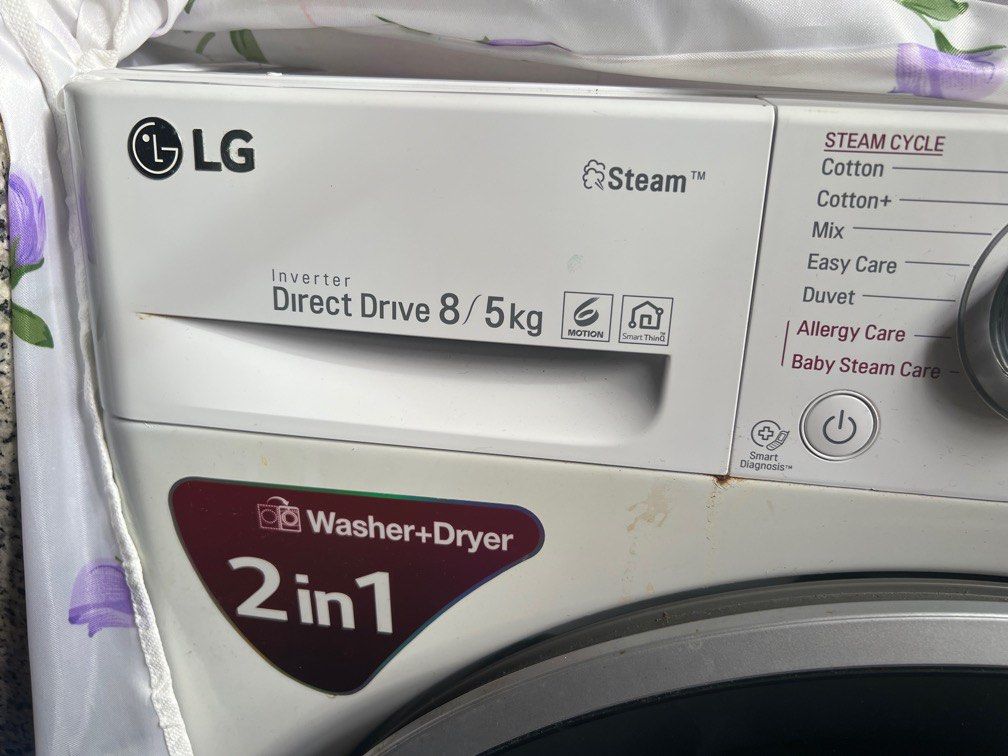 LG
Steam™
Inverter
Direct Drive 8/5kg
6
MOTION
Smart ThinQ
STEAM CYCLE
Cotton
Cotton+
Mix
Easy Care
Duvet
Allergy Care
Baby Steam Care
Smart
Diagnosis™
Washer+Dryer
2in1